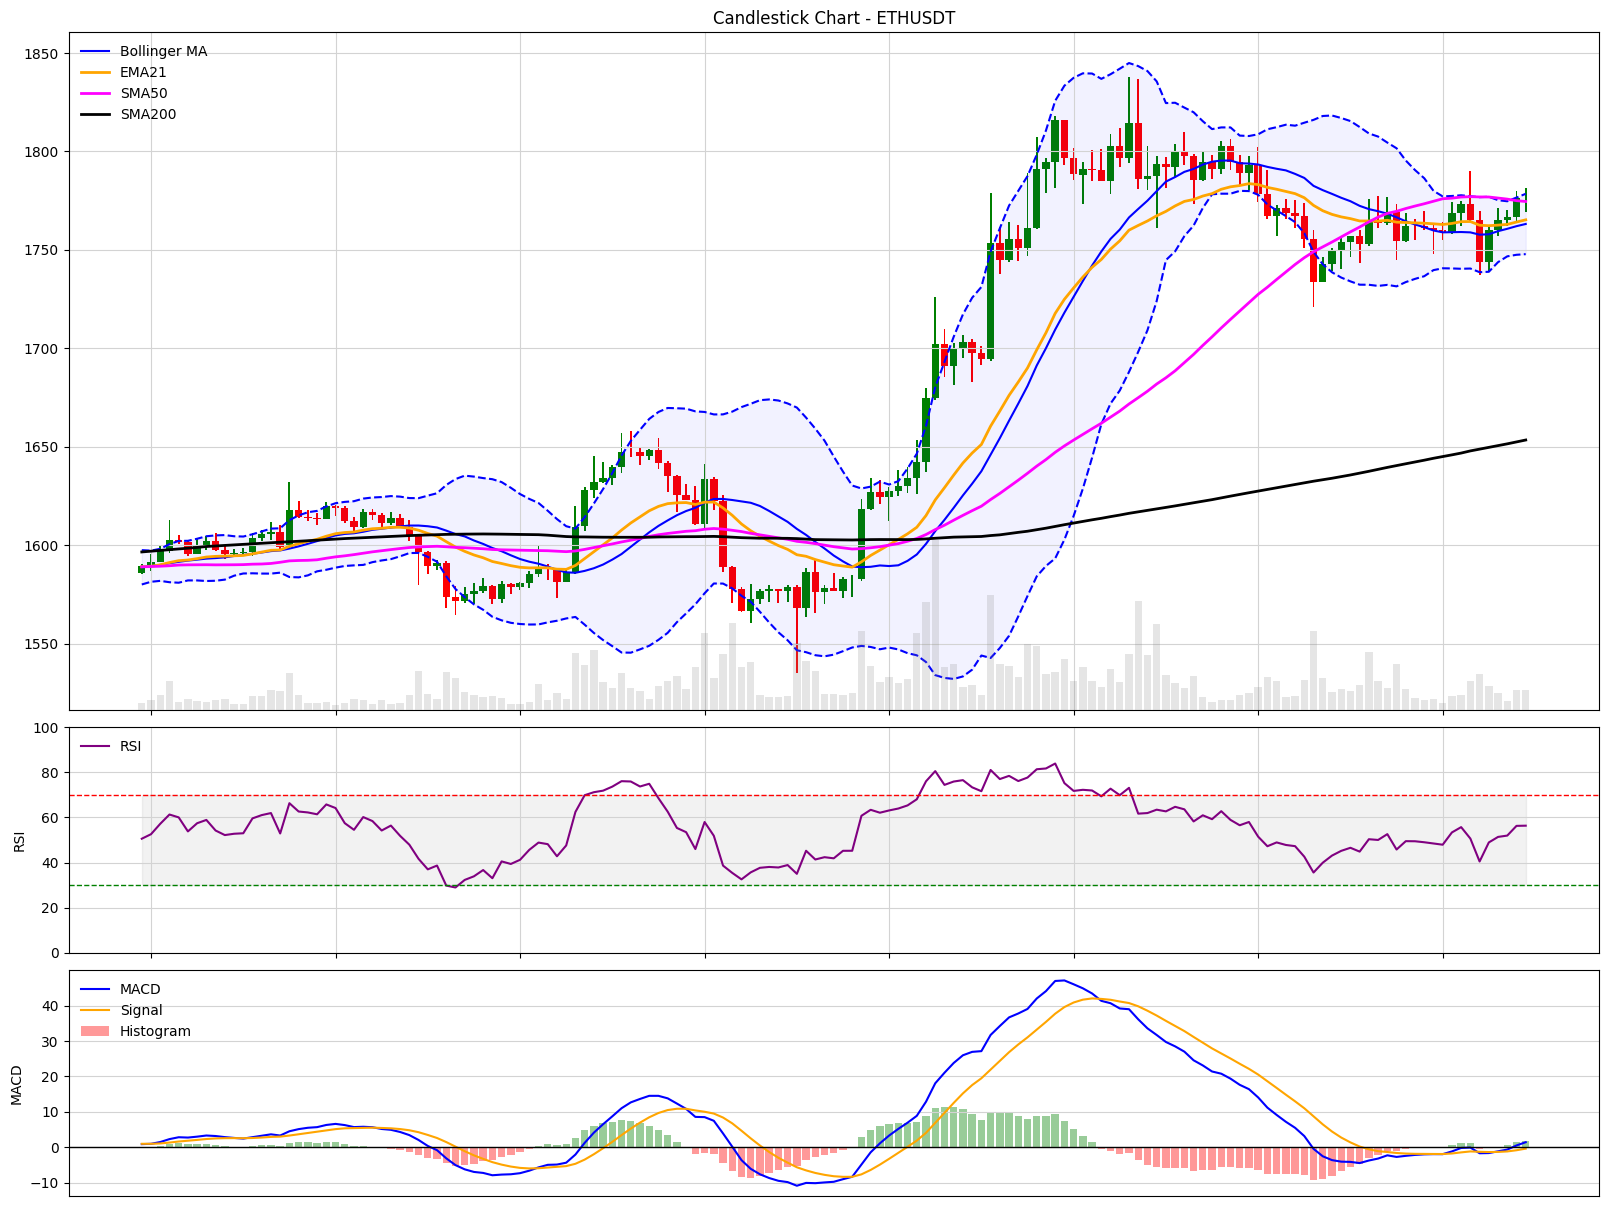 Candlestick Chart - ETHUSDT
Bollinger MA
EMA21
SMA50
SMA200
1850
1800
1750
1700
1650
1600
1550
RSI
RSI
100
80
60
40
20
0
MACD
Signal
Histogram
MACD
40
30
20
10
0
−10